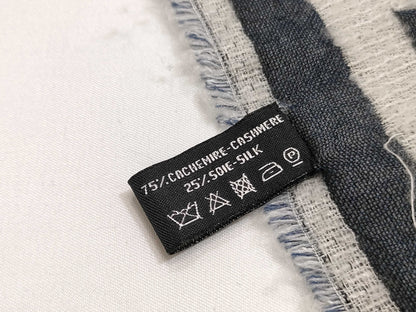 75% CACHEMIRE-CASHMERE
25% SOIE-SILK
P